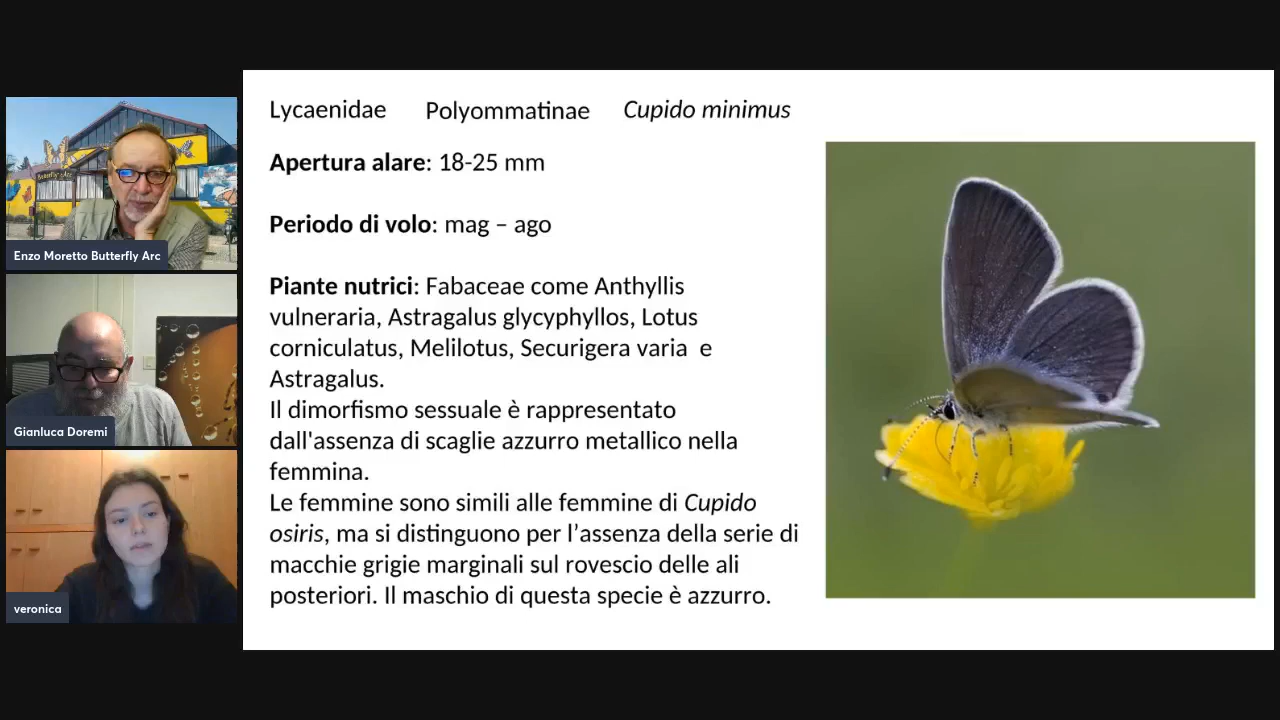 Lycaenidae Polyommatinae Cupido minimus
Apertura alare: 18-25 mm
Periodo di volo: mag – ago
Piante nutrici: Fabaceae come Anthyllis
vulneraria, Astragalus glycyphyllos, Lotus
corniculatus, Melilotus, Securigera varia e
Astragalus.
Il dimorfismo sessuale è rappresentato
dall'assenza di scaglie azzurro metallico nella
femmina.
Le femmine sono simili alle femmine di Cupido
osiris, ma si distinguono per l’assenza della serie di
macchie grigie marginali sul rovescio delle ali
posteriori. Il maschio di questa specie è azzurro.
Butterfly Arc
Enzo Moretto Butterfly Arc
Gianluca Doremi
veronica